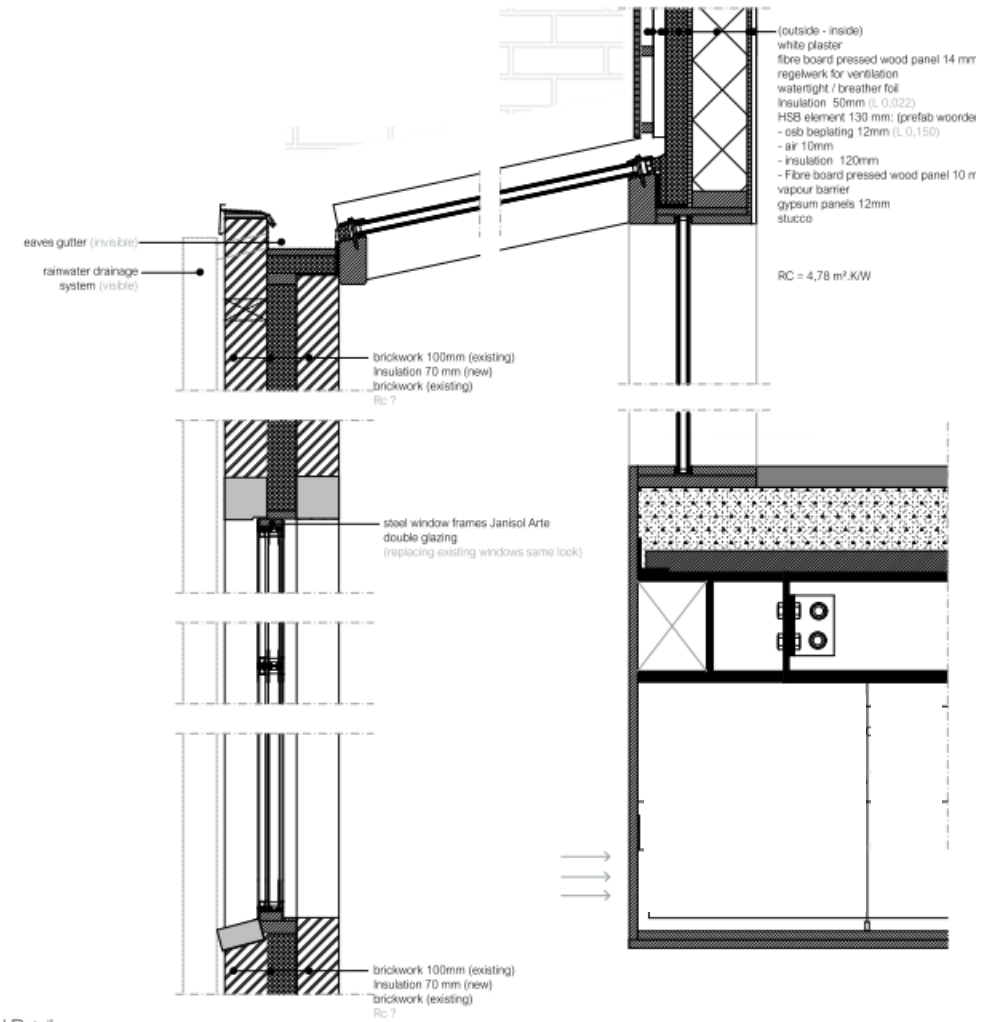 (outside - inside)
white plaster
fibre board pressed wood panel 14 mm
regelwerk for ventilation
watertight / breather foil
Insulation 50mm (L 0,022)
HSB element 130 mm: (prefab woorde
- osb beplating 12mm (L 0,150)
- air 10mm
- insulation 120mm
- Fibre board pressed wood panel 10 m
vapour barrier
gypsum panels 12mm
stucco
RC = 4,78 m².K/W
eaves gutter (invisible)
rainwater drainage
system (visible)
brickwork 100mm (existing)
Insulation 70 mm (new)
brickwork (existing)
Rc ?
steel window frames Janisol Arte
double glazing
(replacing existing windows same look)
brickwork 100mm (existing)
Insulation 70 mm (new)
brickwork (existing)
Rc ?